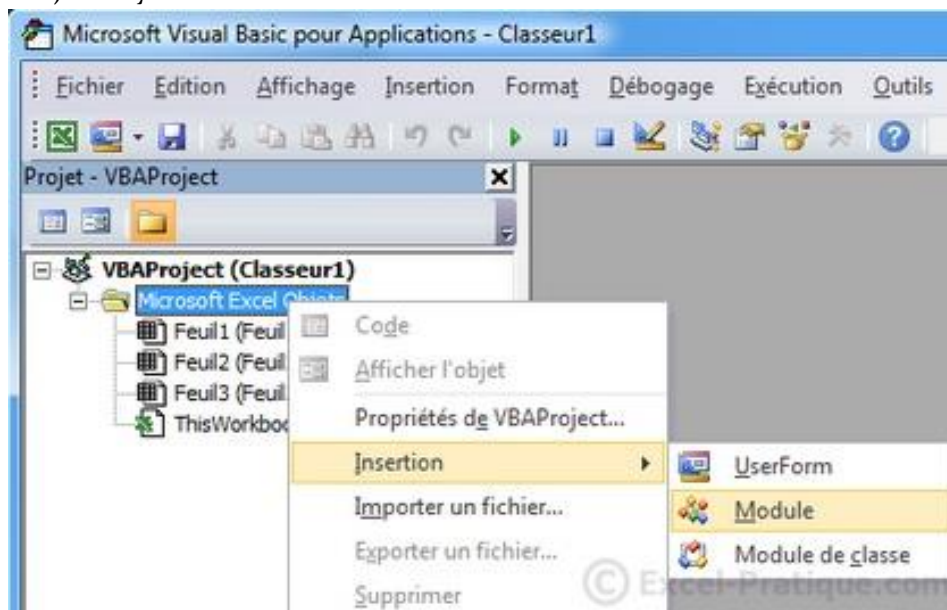 Microsoft Visual Basic pour Applications - Classeur1
Fichier Edition Affichage Insertion Format Débogage Exécution Outils
Projet - VBAProject
VBAProject (Classeur1)
Microsoft Excel Objets
Feuil1 (Feuil
Feuil2 (Feuil
Feuil3 (Feuil
ThisWorkboo
Code
Afficher l'objet
Propriétés de VBAProject...
Insertion
Importer un fichier...
Exporter un fichier...
Supprimer
UserForm
Module
Module de classe
© Excel-Pratique.com